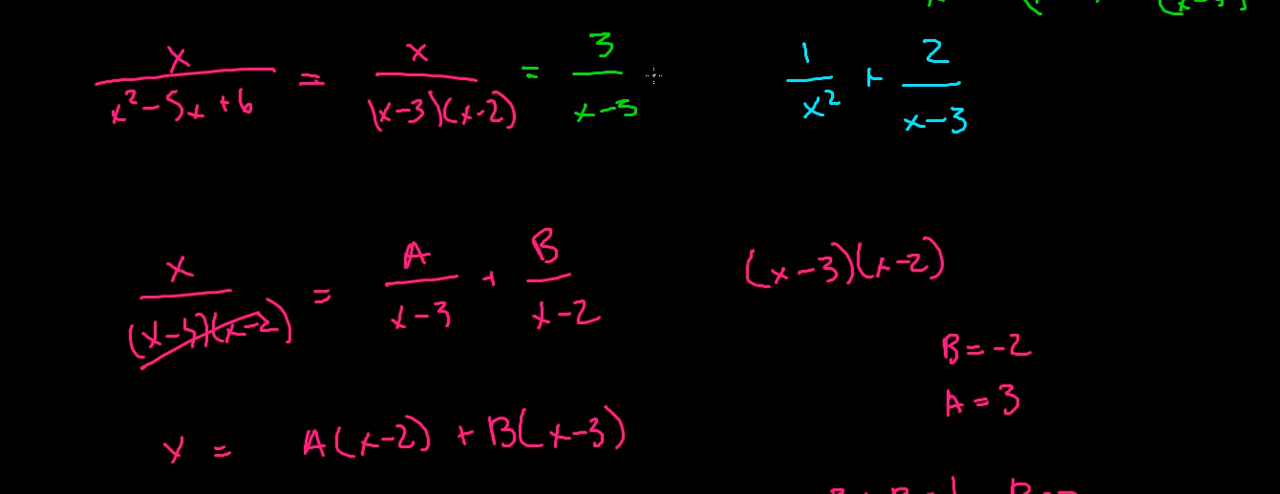 x/(x² - 5x + 6) = x/((x-3)(x-2)) = 3/(x-3)
1/x² + 2/(x-3)
x/((x-3)(x-2)) = A/(x-3) + B/(x-2)
(x-3)(x-2)
B = -2
A = 3
x = A(x-2) + B(x-3)